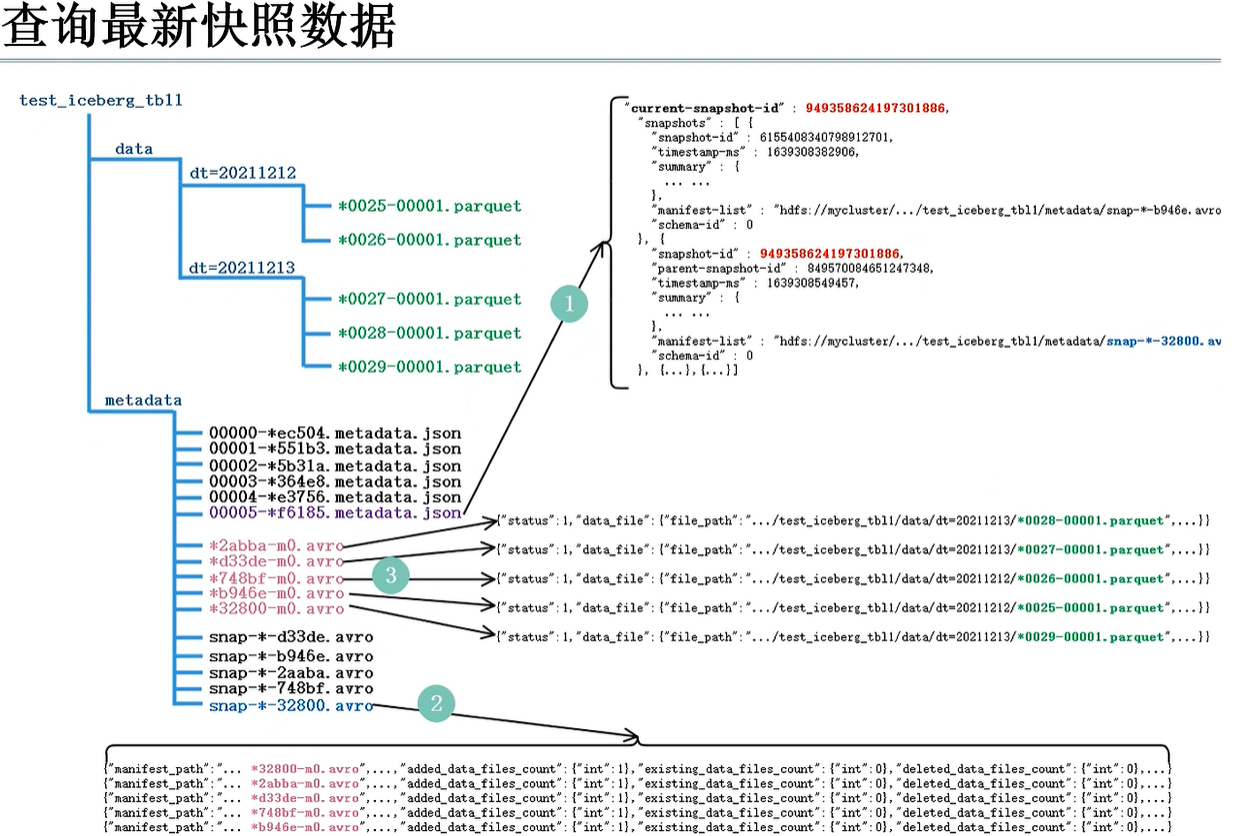 查询最新快照数据
test_iceberg_tbl1
data
dt=20211212
*0025-00001.parquet
*0026-00001.parquet
dt=20211213
*0027-00001.parquet
*0028-00001.parquet
*0029-00001.parquet
metadata
00000-*ec504.metadata.json
00001-*551b3.metadata.json
00002-*5b31a.metadata.json
00003-*364e8.metadata.json
00004-*e3756.metadata.json
00005-*f6185.metadata.json
*2abba-m0.avro
*d33de-m0.avro
*748bf-m0.avro
*b946e-m0.avro
*32800-m0.avro
snap-*-d33de.avro
snap-*-b946e.avro
snap-*-2aaba.avro
snap-*-748bf.avro
snap-*-32800.avro
1
"current-snapshot-id" : 949358624197301886,
"snapshots" : [ {
"snapshot-id" : 6155408340798912701,
"timestamp-ms" : 1639308382906,
"summary" : {
... ...
},
"manifest-list" : "hdfs://mycluster/.../test_iceberg_tbl1/metadata/snap-*-b946e.avro
"schema-id" : 0
}, {
"snapshot-id" : 949358624197301886,
"parent-snapshot-id" : 849570084651247348,
"timestamp-ms" : 1639308549457,
"summary" : {
... ...
},
"manifest-list" : "hdfs://mycluster/.../test_iceberg_tbl1/metadata/snap-*-32800.av
"schema-id" : 0
}, {...},{...}]
3
{"status":1,"data_file":{"file_path":".../test_iceberg_tbl1/data/dt=20211213/*0028-00001.parquet",...}}
{"status":1,"data_file":{"file_path":".../test_iceberg_tbl1/data/dt=20211213/*0027-00001.parquet",...}}
{"status":1,"data_file":{"file_path":".../test_iceberg_tbl1/data/dt=20211212/*0026-00001.parquet",...}}
{"status":1,"data_file":{"file_path":".../test_iceberg_tbl1/data/dt=20211212/*0025-00001.parquet",...}}
{"status":1,"data_file":{"file_path":".../test_iceberg_tbl1/data/dt=20211213/*0029-00001.parquet",...}}
2
{"manifest_path":"... *32800-m0.avro",...,"added_data_files_count":{"int":1},"existing_data_files_count":{"int":0},"deleted_data_files_count":{"int":0},...}
{"manifest_path":"... *2abba-m0.avro",...,"added_data_files_count":{"int":1},"existing_data_files_count":{"int":0},"deleted_data_files_count":{"int":0},...}
{"manifest_path":"... *d33de-m0.avro",...,"added_data_files_count":{"int":1},"existing_data_files_count":{"int":0},"deleted_data_files_count":{"int":0},...}
{"manifest_path":"... *748bf-m0.avro",...,"added_data_files_count":{"int":1},"existing_data_files_count":{"int":0},"deleted_data_files_count":{"int":0},...}
{"manifest_path":"... *b946e-m0.avro",...,"added_data_files_count":{"int":1},"existing_data_files_count":{"int":0},"deleted_data_files_count":{"int":0},...}